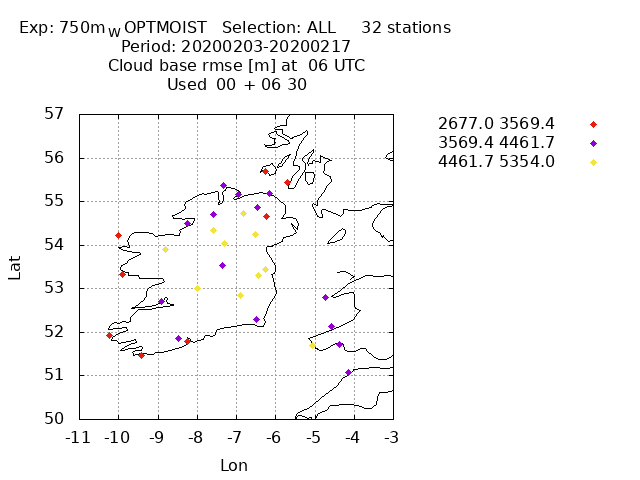 Exp: 750m_W OPTMOIST   Selection: ALL     32 stations
Period: 20200203-20200217
Cloud base rmse [m] at  06 UTC
Used  00 + 06 30
2677.0 3569.4
3569.4 4461.7
4461.7 5354.0
57
56
55
54
53
52
51
50
Lat
-11 -10 -9 -8 -7 -6 -5 -4 -3
Lon